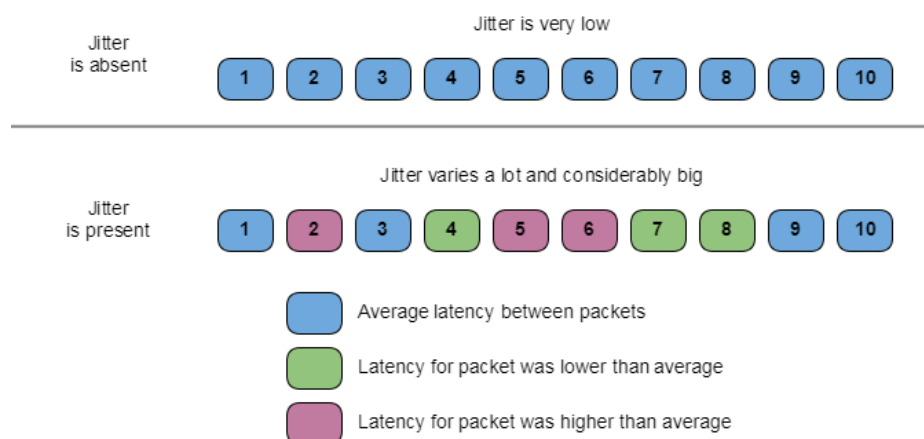 Jitter is very low
Jitter
is absent
1 2 3 4 5 6 7 8 9 10
Jitter varies a lot and considerably big
Jitter
is present
1 2 3 4 5 6 7 8 9 10
Average latency between packets
Latency for packet was lower than average
Latency for packet was higher than average